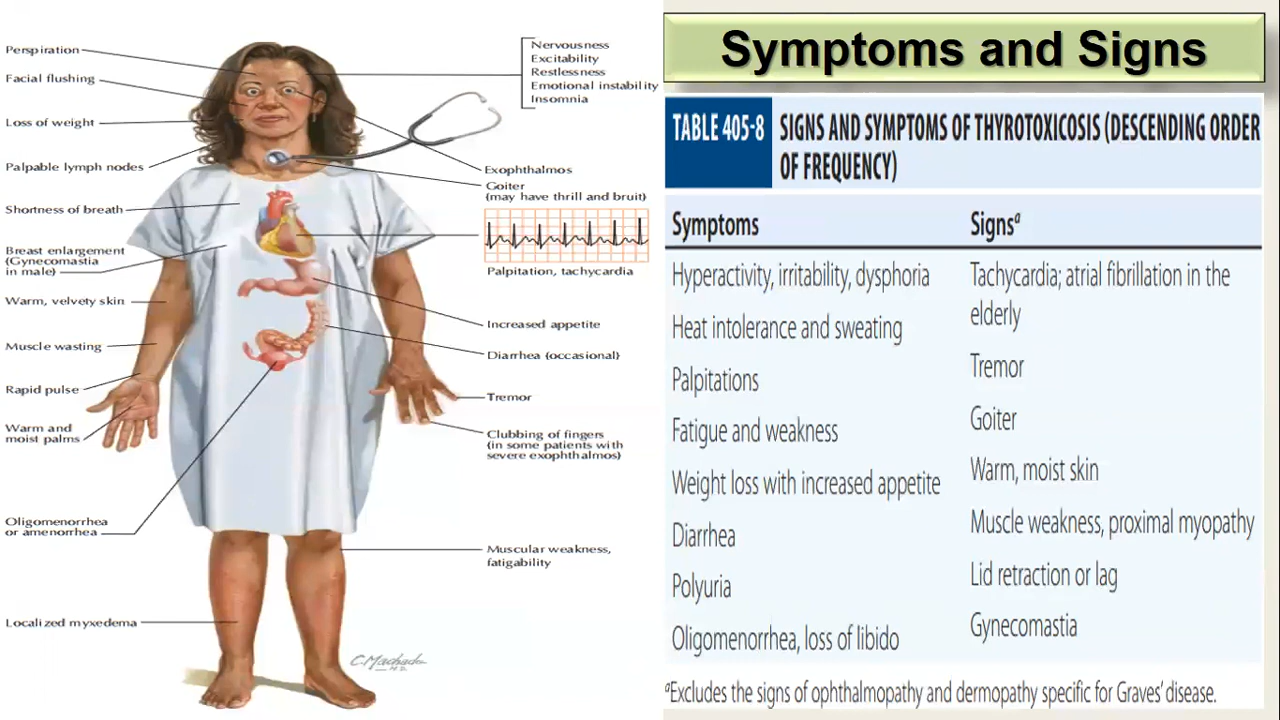 Perspiration
Facial flushing
Loss of weight
Palpable lymph nodes
Shortness of breath
Breast enlargement
(Gynecomastia
in male)
Warm, velvety skin
Muscle wasting
Rapid pulse
Warm and
moist palms
Oligomenorrhea
or amenorrhea
Localized myxedema
Nervousness
Excitability
Restlessness
Emotional instability
Insomnia
Exophthalmos
Goiter
(may have thrill and bruit)
Palpitation, tachycardia
Increased appetite
Diarrhea (occasional)
Tremor
Clubbing of fingers
(in some patients with
severe exophthalmos)
Muscular weakness,
fatigability
C. Machado
M.D.
Symptoms and Signs
TABLE 405-8 SIGNS AND SYMPTOMS OF THYROTOXICOSIS (DESCENDING ORDER
OF FREQUENCY)
Symptoms
Hyperactivity, irritability, dysphoria
Heat intolerance and sweating
Palpitations
Fatigue and weakness
Weight loss with increased appetite
Diarrhea
Polyuria
Oligomenorrhea, loss of libido
Signsᵃ
Tachycardia; atrial fibrillation in the
elderly
Tremor
Goiter
Warm, moist skin
Muscle weakness, proximal myopathy
Lid retraction or lag
Gynecomastia
ᵃExcludes the signs of ophthalmopathy and dermopathy specific for Graves' disease.